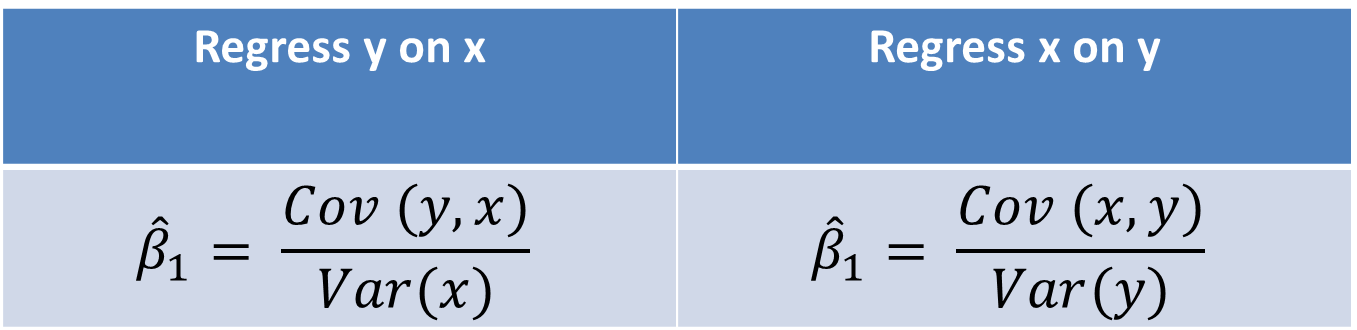 Regress y on x
Regress x on y
β̂₁ = Cov (y, x) / Var(x)
β̂₁ = Cov (x, y) / Var(y)